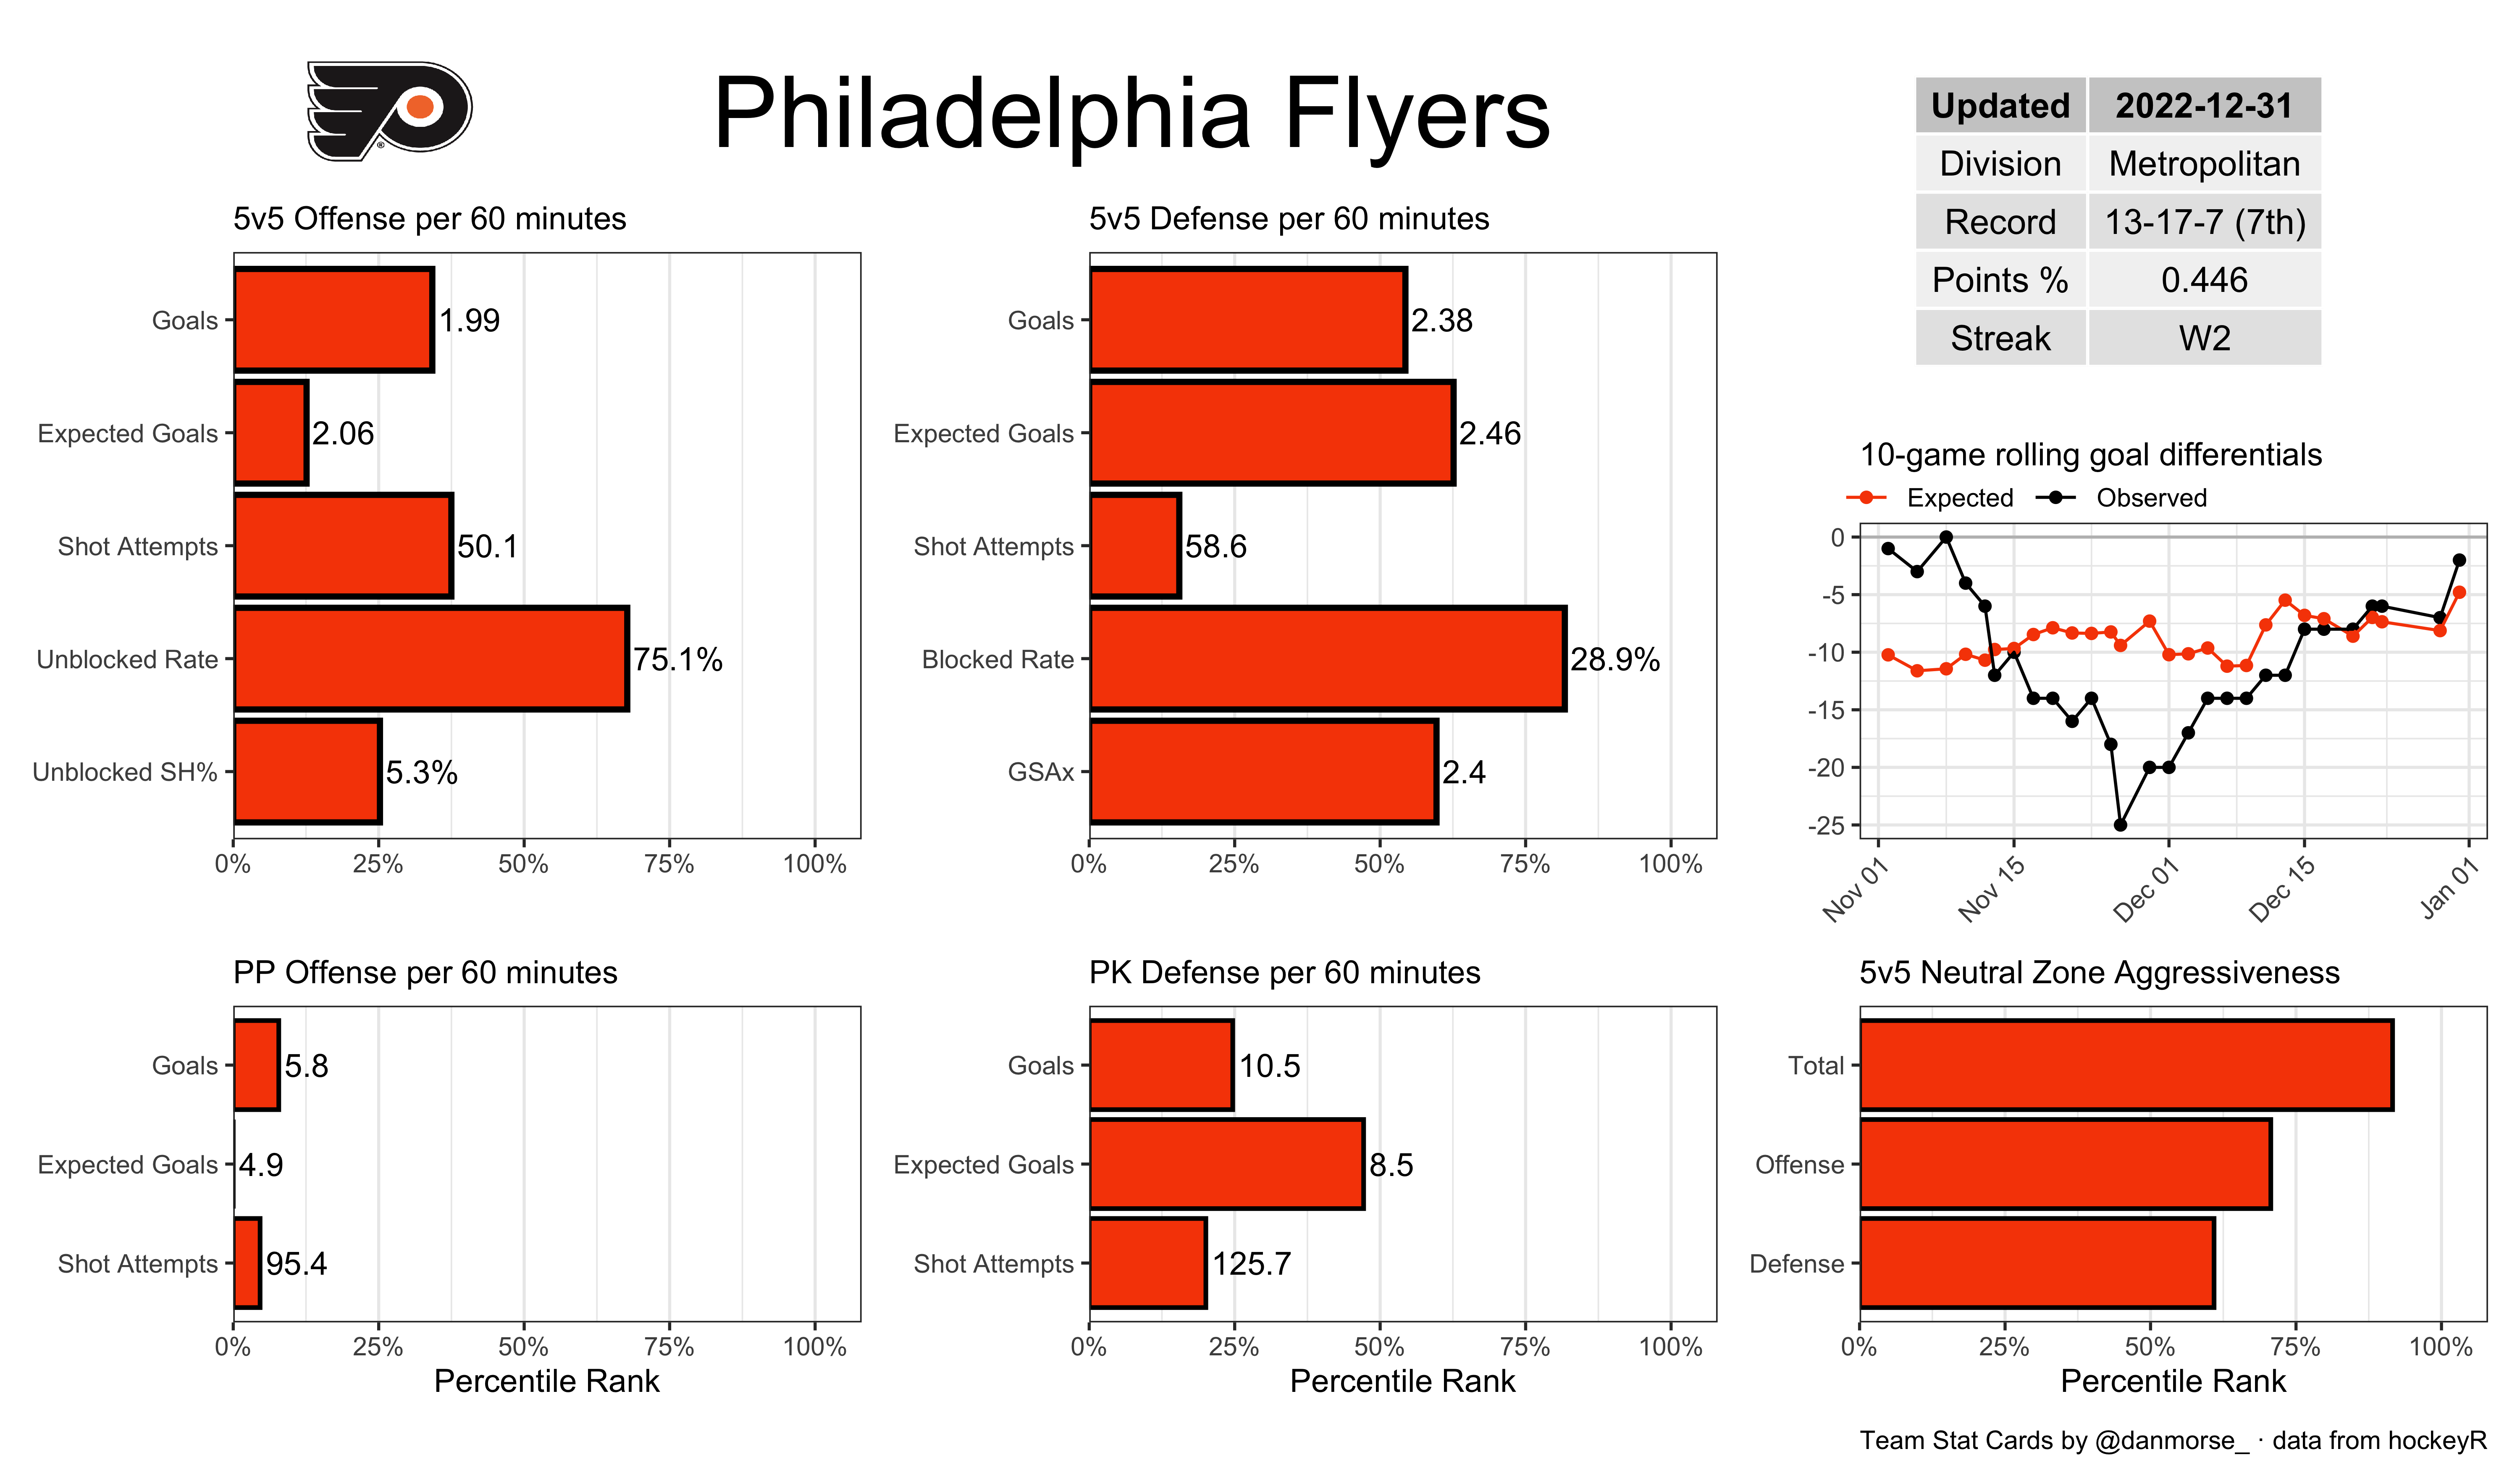 Philadelphia Flyers
Updated 2022-12-31
Division Metropolitan
Record 13-17-7 (7th)
Points % 0.446
Streak W2
5v5 Offense per 60 minutes
Goals 1.99
Expected Goals 2.06
Shot Attempts 50.1
Unblocked Rate 75.1%
Unblocked SH% 5.3%
0% 25% 50% 75% 100%
5v5 Defense per 60 minutes
Goals 2.38
Expected Goals 2.46
Shot Attempts 58.6
Blocked Rate 28.9%
GSAx 2.4
0% 25% 50% 75% 100%
10-game rolling goal differentials
Expected Observed
0
-5
-10
-15
-20
-25
Nov 01 Nov 15 Dec 01 Dec 15 Jan 01
PP Offense per 60 minutes
Goals 5.8
Expected Goals 4.9
Shot Attempts 95.4
0% 25% 50% 75% 100%
Percentile Rank
PK Defense per 60 minutes
Goals 10.5
Expected Goals 8.5
Shot Attempts 125.7
0% 25% 50% 75% 100%
Percentile Rank
5v5 Neutral Zone Aggressiveness
Total
Offense
Defense
0% 25% 50% 75% 100%
Percentile Rank
Team Stat Cards by @danmorse_ · data from hockeyR